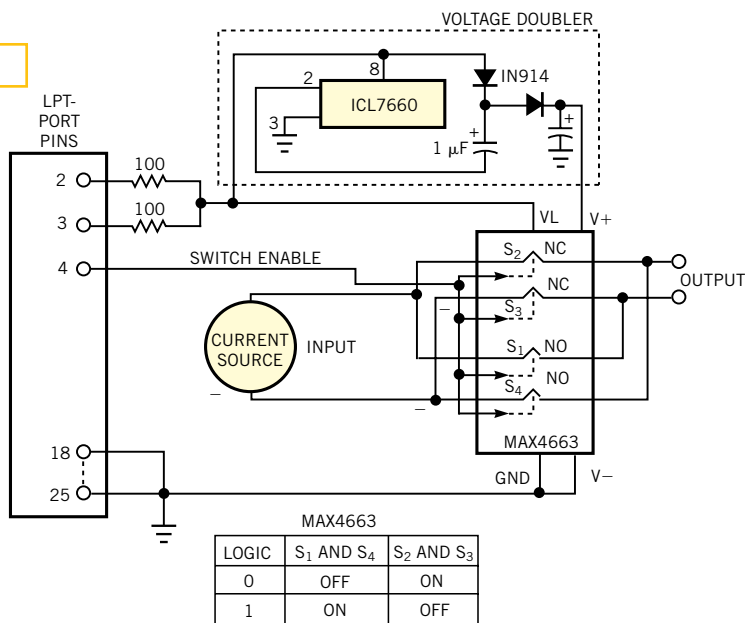 VOLTAGE DOUBLER
8
2
IN914
ICL7660
3
+
+
1 µF
LPT-
PORT
PINS
100
2
100
3
VL
V+
4
SWITCH ENABLE
S2 NC
OUTPUT
NC
–
S3
CURRENT
SOURCE
INPUT
S1 NO
NO
–
S4
–
MAX4663
18
25
GND
V–
MAX4663
LOGIC S1 AND S4 S2 AND S3
0 OFF ON
1 ON OFF